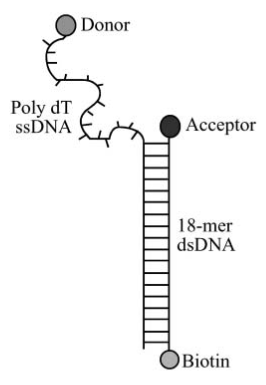 Donor
Poly dT
ssDNA
Acceptor
18-mer
dsDNA
Biotin